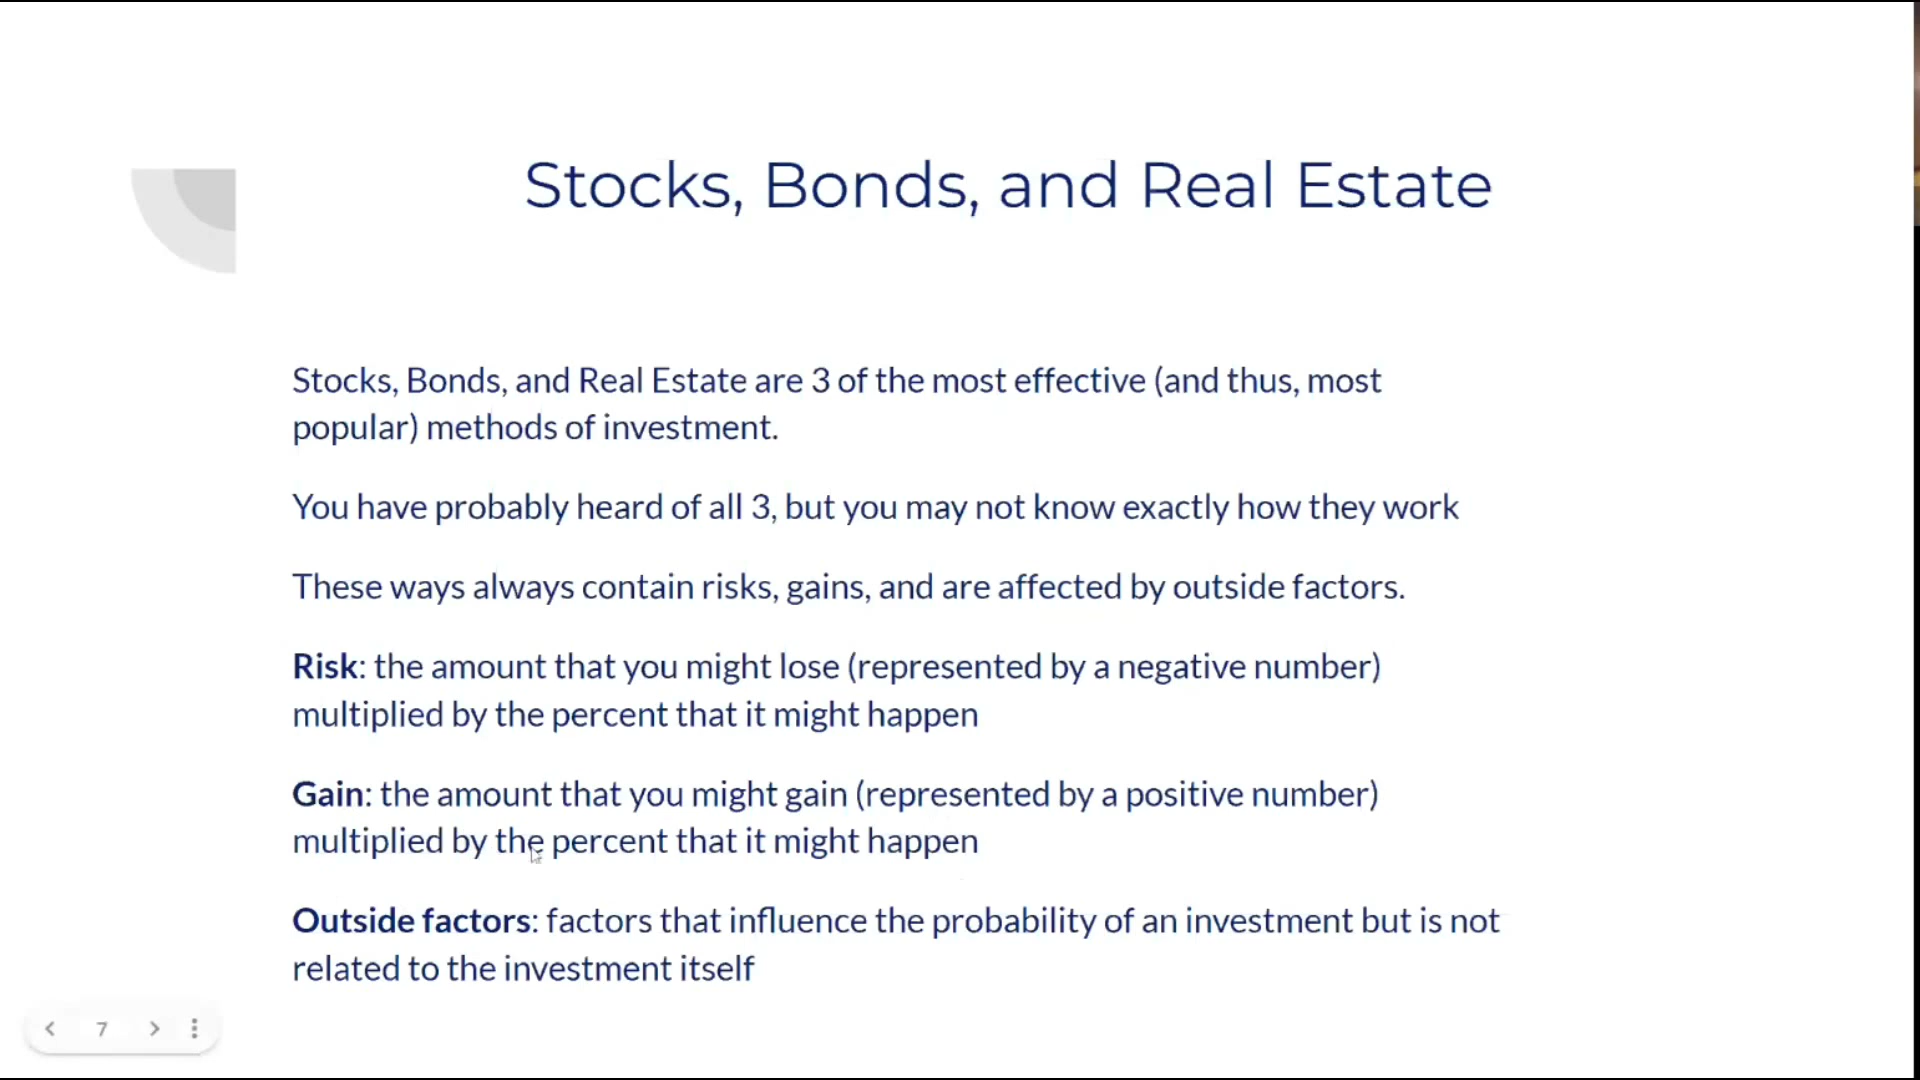 Stocks, Bonds, and Real Estate
Stocks, Bonds, and Real Estate are 3 of the most effective (and thus, most
popular) methods of investment.
You have probably heard of all 3, but you may not know exactly how they work
These ways always contain risks, gains, and are affected by outside factors.
Risk: the amount that you might lose (represented by a negative number)
multiplied by the percent that it might happen
Gain: the amount that you might gain (represented by a positive number)
multiplied by the percent that it might happen
Outside factors: factors that influence the probability of an investment but is not
related to the investment itself
7